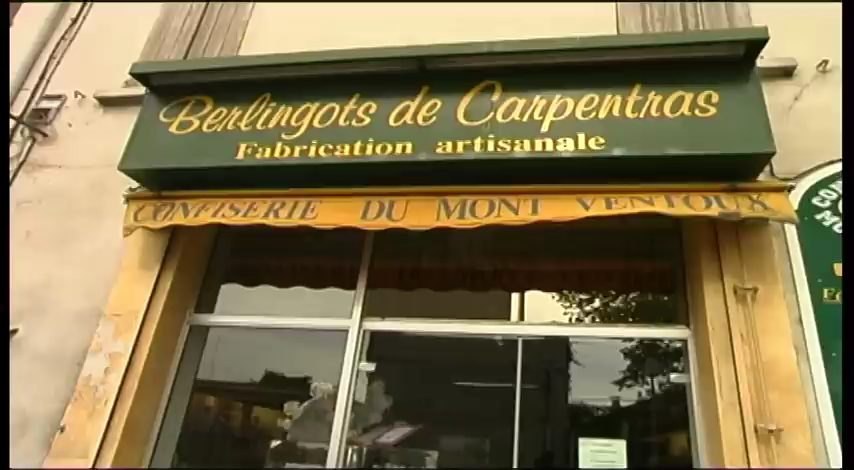 Berlingots de Carpentras
Fabrication artisanale
CONFISERIE DU MONT VENTOUX